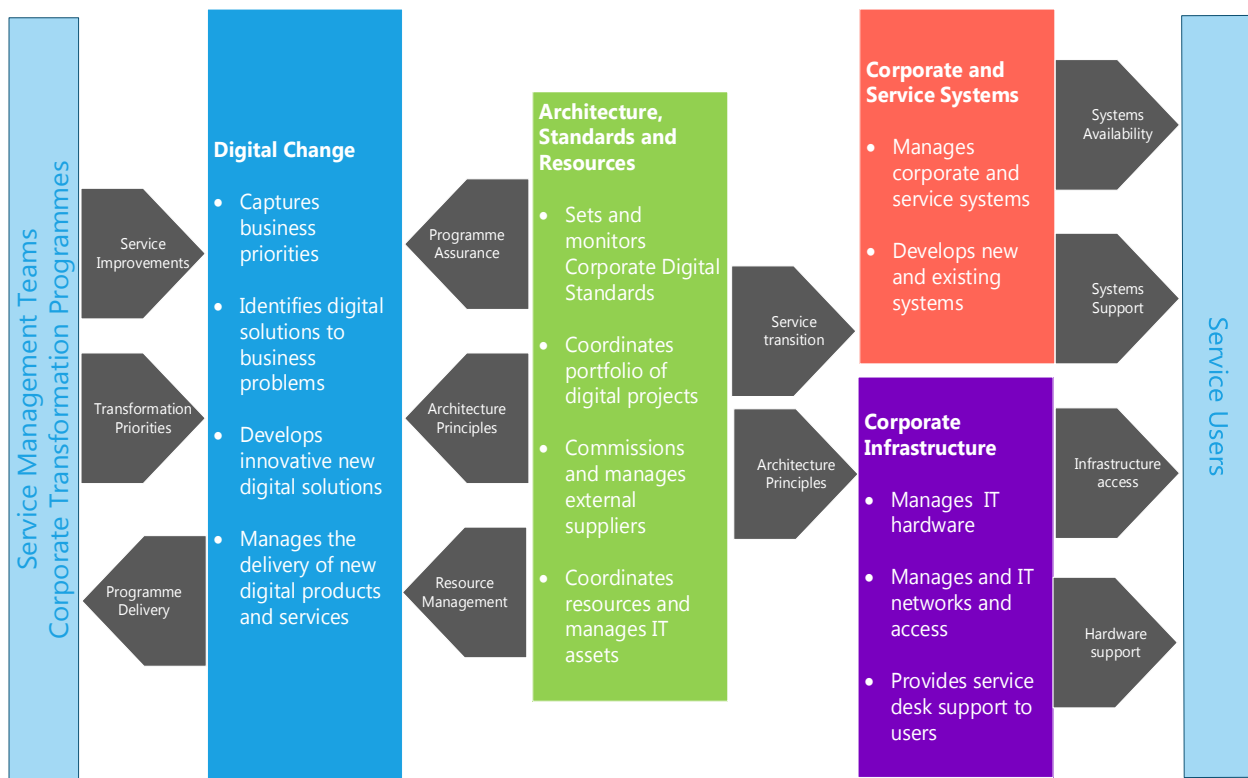 Service Management Teams
Corporate Transformation Programmes
Service
Improvements
Transformation
Priorities
Programme
Delivery
Digital Change
• Captures
business
priorities
• Identifies digital
solutions to
business
problems
• Develops
innovative new
digital solutions
• Manages the
delivery of new
digital products
and services
Programme
Assurance
Architecture
Principles
Resource
Management
Architecture,
Standards and
Resources
• Sets and
monitors
Corporate Digital
Standards
• Coordinates
portfolio of
digital projects
• Commissions
and manages
external
suppliers
• Coordinates
resources and
manages IT
assets
Service
transition
Architecture
Principles
Corporate and
Service Systems
• Manages
corporate and
service systems
• Develops new
and existing
systems
Corporate
Infrastructure
• Manages IT
hardware
• Manages and IT
networks and
access
• Provides service
desk support to
users
Systems
Availability
Systems
Support
Infrastructure
access
Hardware
support
Service Users